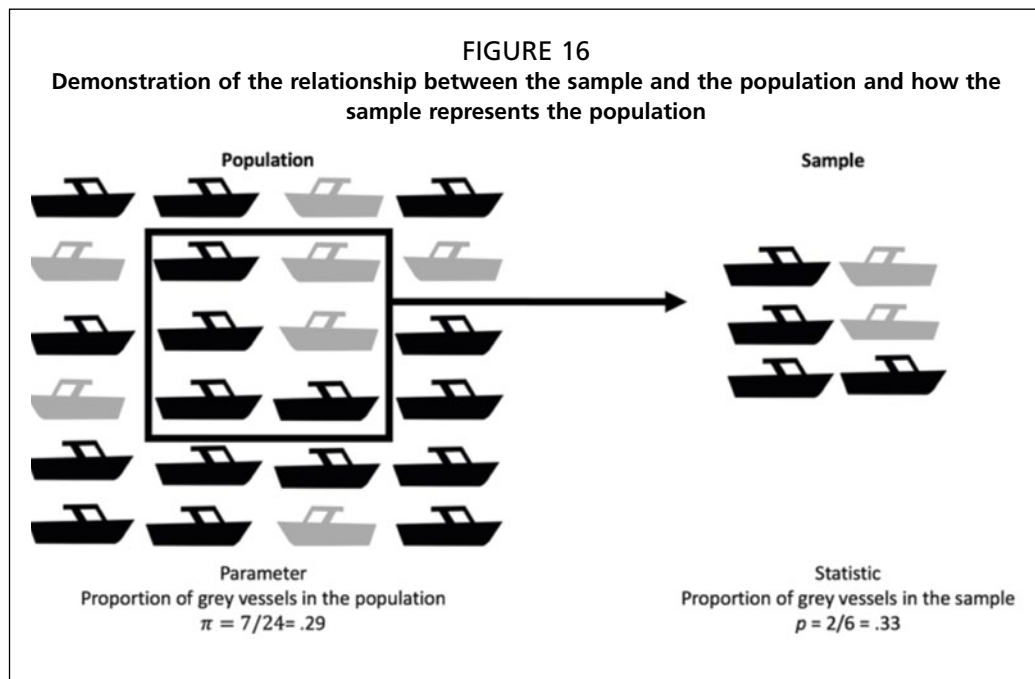 FIGURE 16
Demonstration of the relationship between the sample and the population and how the
sample represents the population
Population
Sample
Parameter
Proportion of grey vessels in the population
π = 7/24= .29
Statistic
Proportion of grey vessels in the sample
p = 2/6 = .33